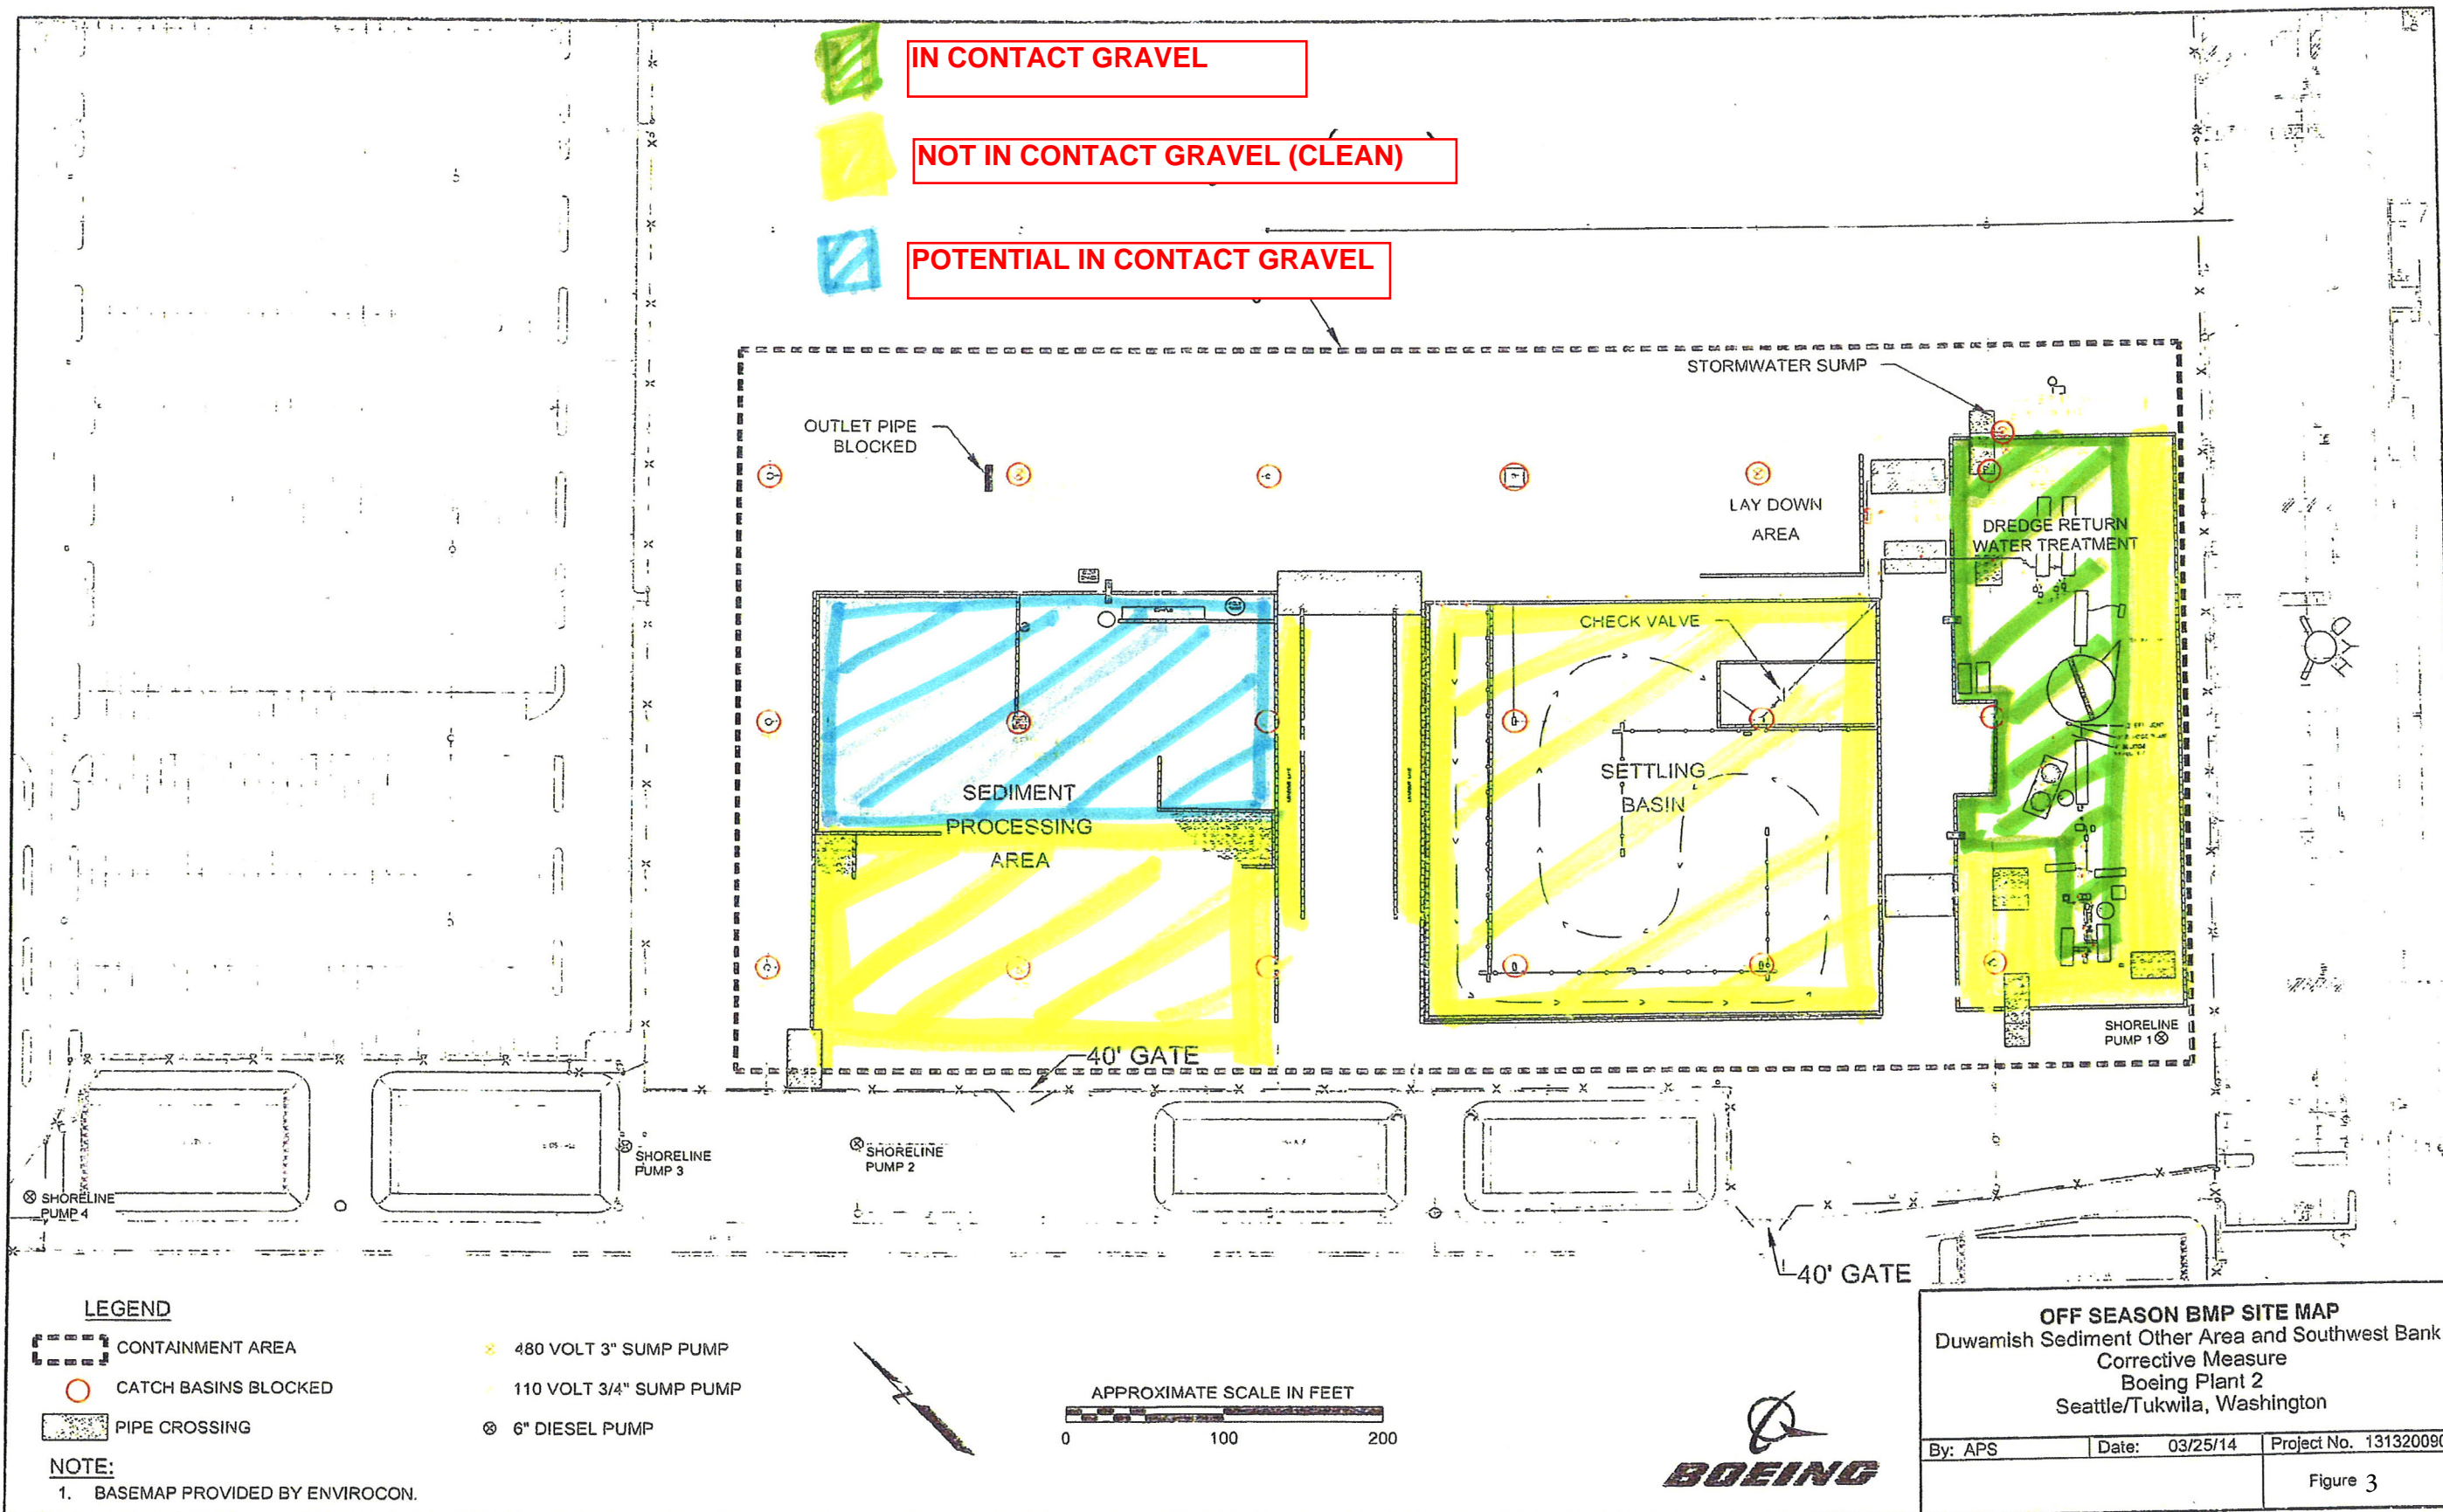 IN CONTACT GRAVEL
NOT IN CONTACT GRAVEL (CLEAN)
POTENTIAL IN CONTACT GRAVEL
STORMWATER SUMP
OUTLET PIPE
BLOCKED
LAY DOWN
AREA
DREDGE RETURN
WATER TREATMENT
CHECK VALVE
SETTLING
BASIN
SEDIMENT
PROCESSING
AREA
SHORELINE
PUMP 1
40' GATE
SHORELINE
PUMP 3
SHORELINE
PUMP 2
SHORELINE
PUMP 4
40' GATE
LEGEND
CONTAINMENT AREA
CATCH BASINS BLOCKED
PIPE CROSSING
480 VOLT 3" SUMP PUMP
110 VOLT 3/4" SUMP PUMP
6" DIESEL PUMP
NOTE:
1. BASEMAP PROVIDED BY ENVIROCON.
Z
APPROXIMATE SCALE IN FEET
0 100 200
BOEING
OFF SEASON BMP SITE MAP
Duwamish Sediment Other Area and Southwest Bank
Corrective Measure
Boeing Plant 2
Seattle/Tukwila, Washington
By: APS Date: 03/25/14 Project No. 131320090
Figure 3